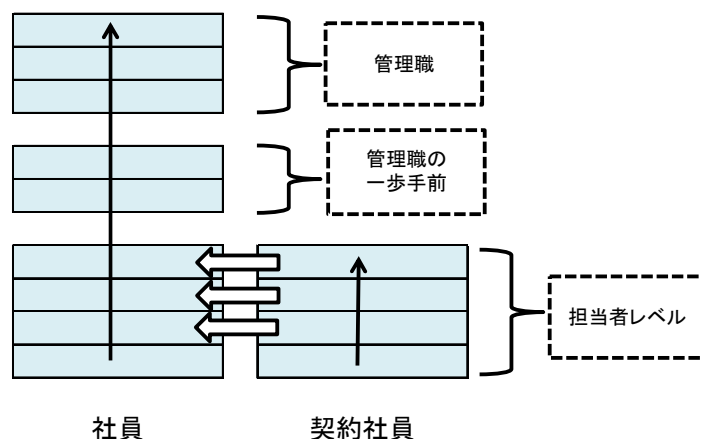 管理職
管理職の
一歩手前
担当者レベル
社員
契約社員